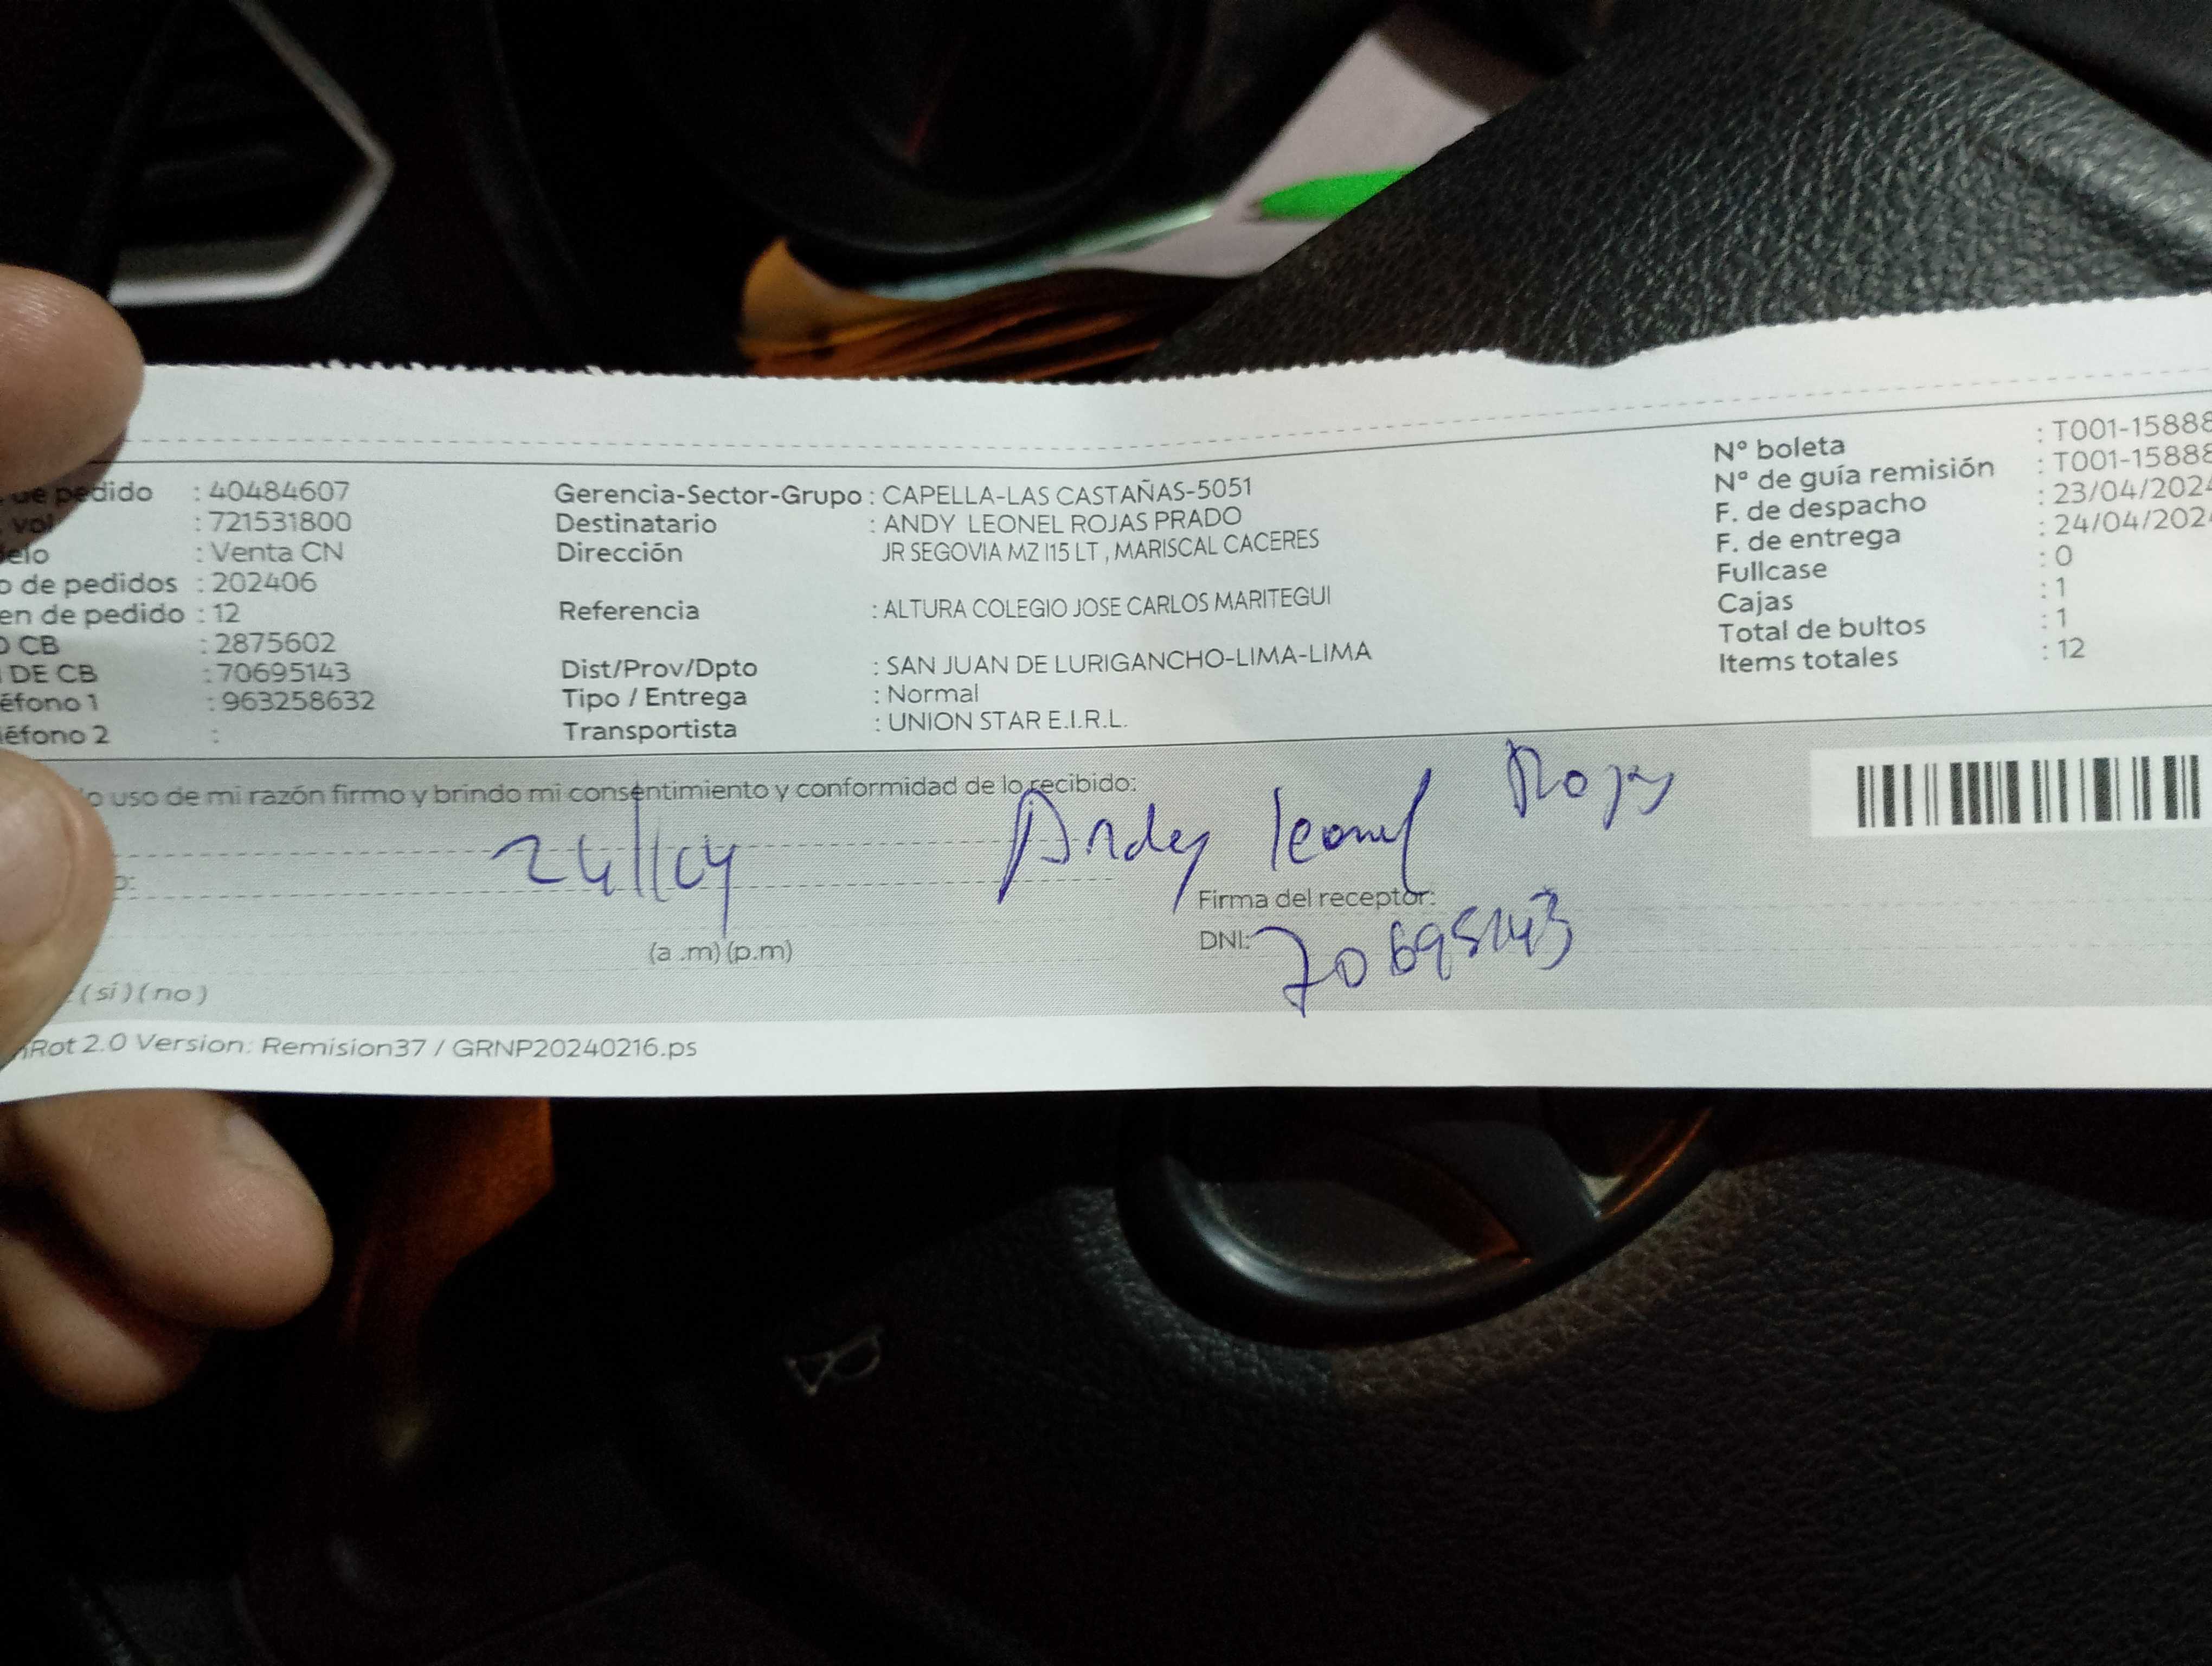 de pedido : 40484607
vol : 721531800
elo : Venta CN
o de pedidos : 202406
en de pedido : 12
O CB : 2875602
DE CB : 70695143
éfono 1 : 963258632
éfono 2 :
Gerencia-Sector-Grupo : CAPELLA-LAS CASTAÑAS-5051
Destinatario : ANDY LEONEL ROJAS PRADO
Dirección JR SEGOVIA MZ I15 LT , MARISCAL CACERES
Referencia : ALTURA COLEGIO JOSE CARLOS MARITEGUI
Dist/Prov/Dpto : SAN JUAN DE LURIGANCHO-LIMA-LIMA
Tipo / Entrega : Normal
Transportista : UNION STAR E.I.R.L.
Nº boleta : T001-15888
Nº de guía remisión : T001-15888
F. de despacho : 23/04/2024
F. de entrega : 24/04/202
Fullcase : 0
Cajas : 1
Total de bultos : 1
Items totales : 12
o uso de mi razón firmo y brindo mi consentimiento y conformidad de lo recibido:
24/04 Andy leonel Rojas
o:
Firma del receptor:
(a .m) (p.m)
DNI: 70695143
: ( si ) ( no )
Rot 2.0 Version: Remision37 / GRNP20240216.ps